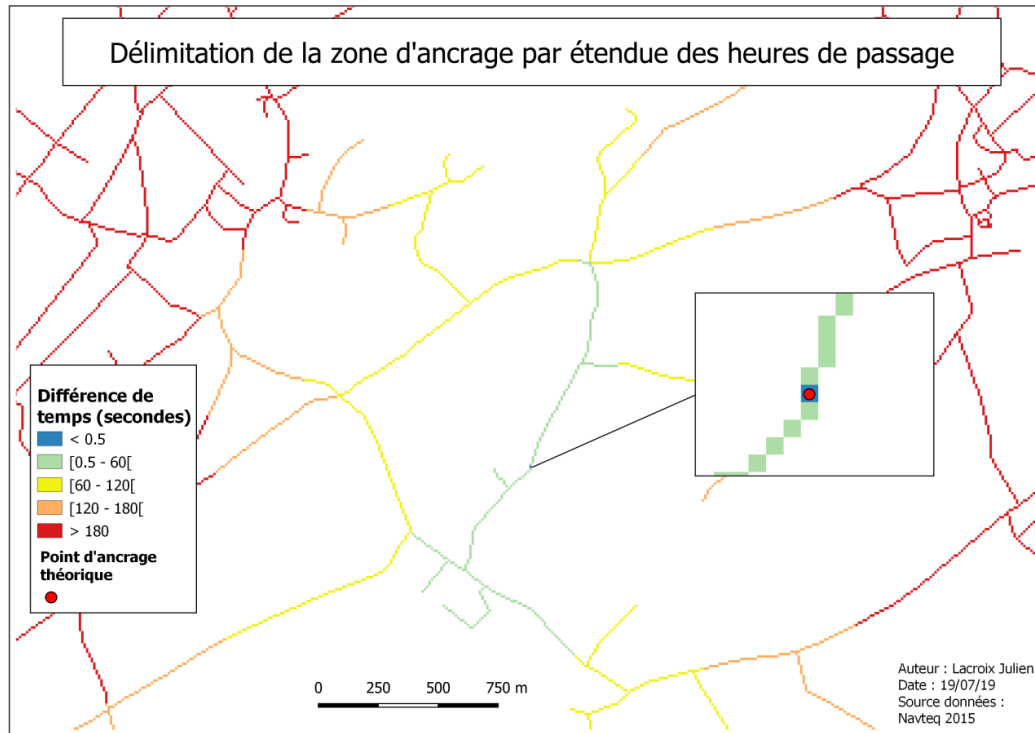 Délimitation de la zone d'ancrage par étendue des heures de passage
Différence de
temps (secondes)
< 0.5
[0.5 - 60[
[60 - 120[
[120 - 180[
> 180
Point d'ancrage
théorique
0 250 500 750 m
Auteur : Lacroix Julien
Date : 19/07/19
Source données :
Navteq 2015